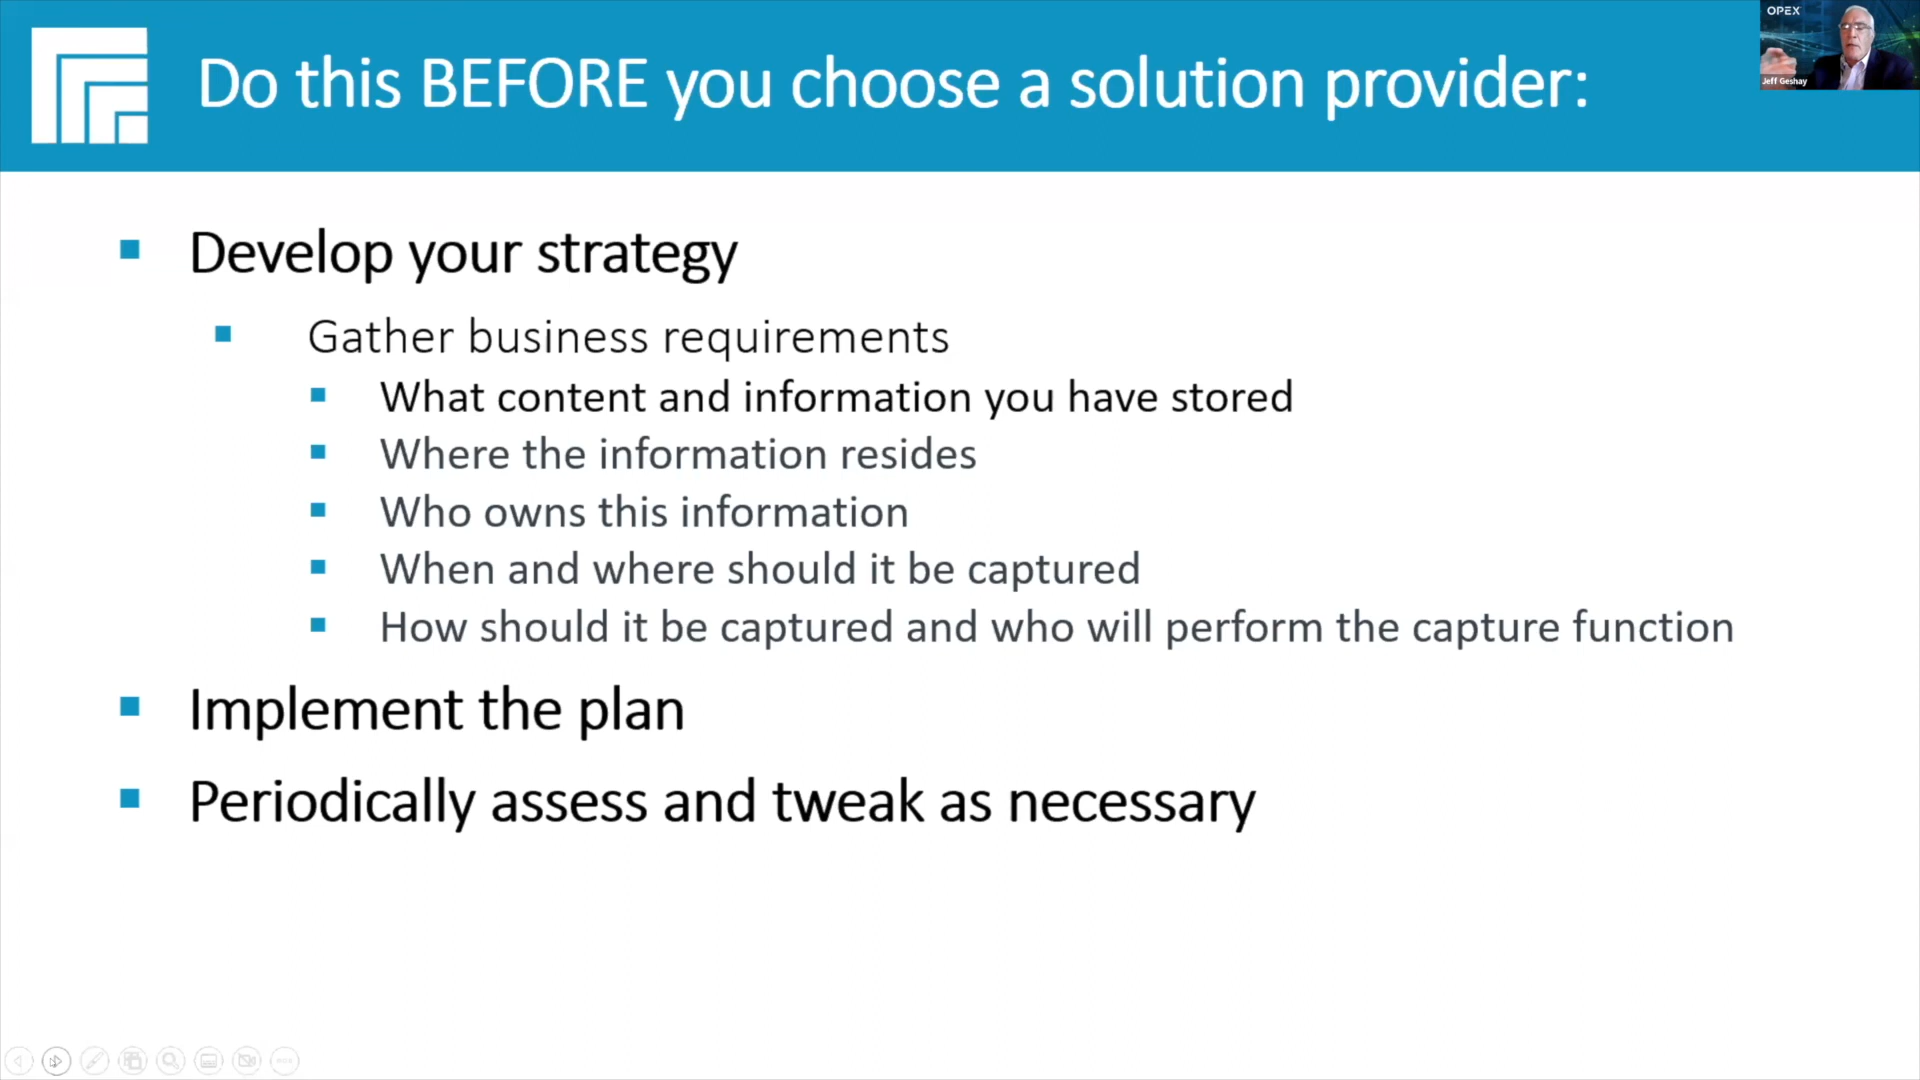 Do this BEFORE you choose a solution provider:
OPEX
Jeff Geshay
Develop your strategy
Gather business requirements
What content and information you have stored
Where the information resides
Who owns this information
When and where should it be captured
How should it be captured and who will perform the capture function
Implement the plan
Periodically assess and tweak as necessary